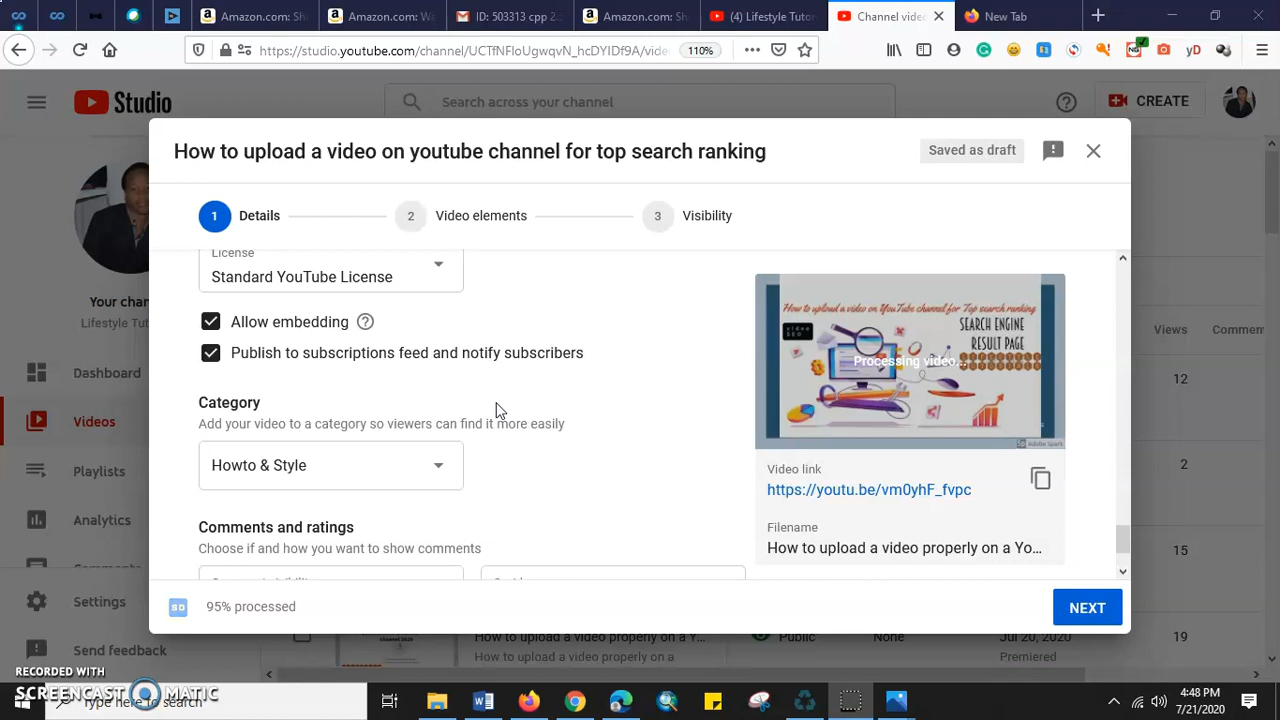 Amazon.com: Sh
Amazon.com: Wa
ID: 503313 cpp 2
Amazon.com: Sh
(4) Lifestyle Tutor
Channel vide
New Tab
https://studio.youtube.com/channel/UCTfNFIoUgwqvN_hcDYIDf9A/vide
110%
Studio
Search across your channel
CREATE
How to upload a video on youtube channel for top search ranking
Saved as draft
1 Details
2 Video elements
3 Visibility
License
Standard YouTube License
Allow embedding
Publish to subscriptions feed and notify subscribers
Category
Add your video to a category so viewers can find it more easily
Howto & Style
Comments and ratings
Choose if and how you want to show comments
How to upload a video on YouTube channel for Top search ranking
video
SEO
SEARCH ENGINE
RESULT PAGE
Processing video...
Adobe Spark
Video link
https://youtu.be/vm0yhF_fvpc
Filename
How to upload a video properly on a Yo...
SD
95% processed
NEXT
Your chan
Lifestyle Tut
Dashboard
Videos
Playlists
Analytics
Settings
Send feedback
Views
Commen
12
2
15
19
How to upload a video properly on a Y...
How to upload a video properly on a
Public
None
Jul 20, 2020
Premiered
RECORDED WITH
SCREENCAST MATIC
Type here to search
4:48 PM
7/21/2020